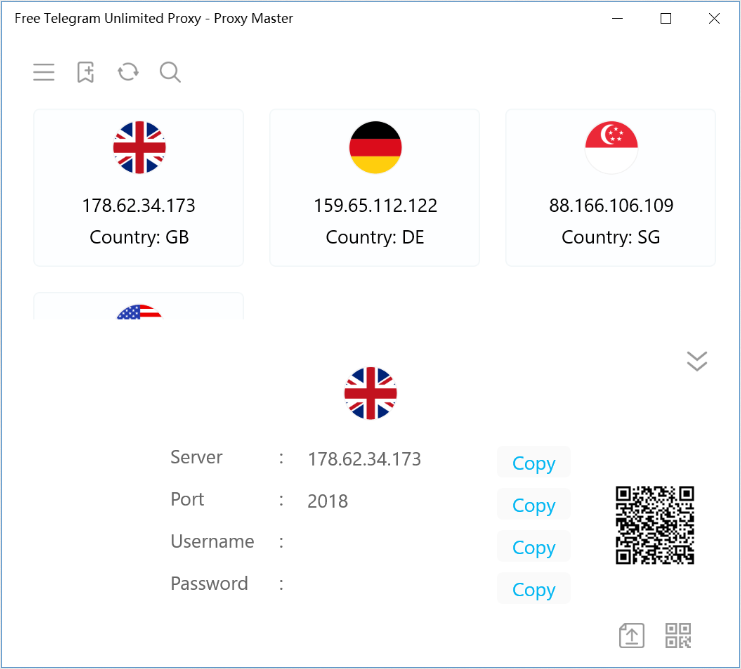 Free Telegram Unlimited Proxy - Proxy Master
178.62.34.173
Country: GB
159.65.112.122
Country: DE
88.166.106.109
Country: SG
Server : 178.62.34.173 Copy
Port : 2018 Copy
Username : Copy
Password : Copy